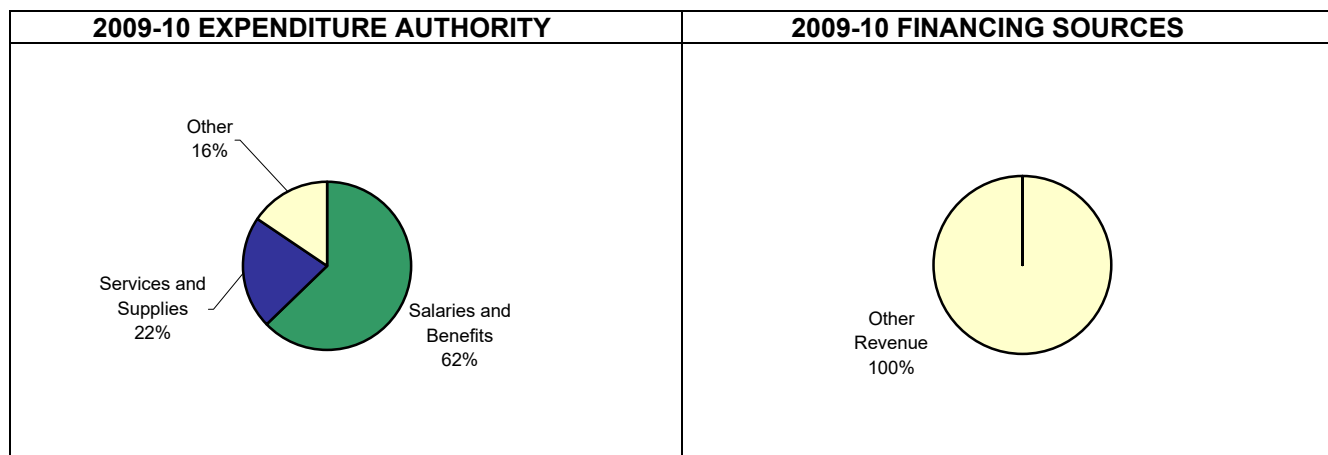 2009-10 EXPENDITURE AUTHORITY
Other
16%
Services and
Supplies
22%
Salaries and
Benefits
62%
2009-10 FINANCING SOURCES
Other
Revenue
100%